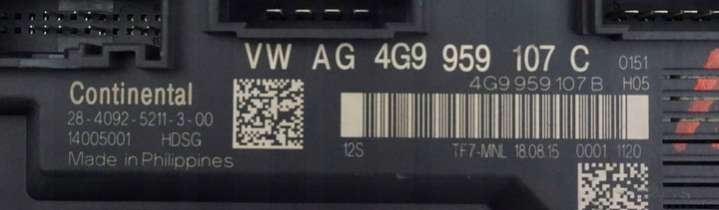 VW AG 4G9 959 107 C 0151
4G9 959 107 B H05
Continental
28-4092-5211-3-00
14005001 HDSG
Made in Philippines
12S TF7-MNL 18.08.15 0001 1120